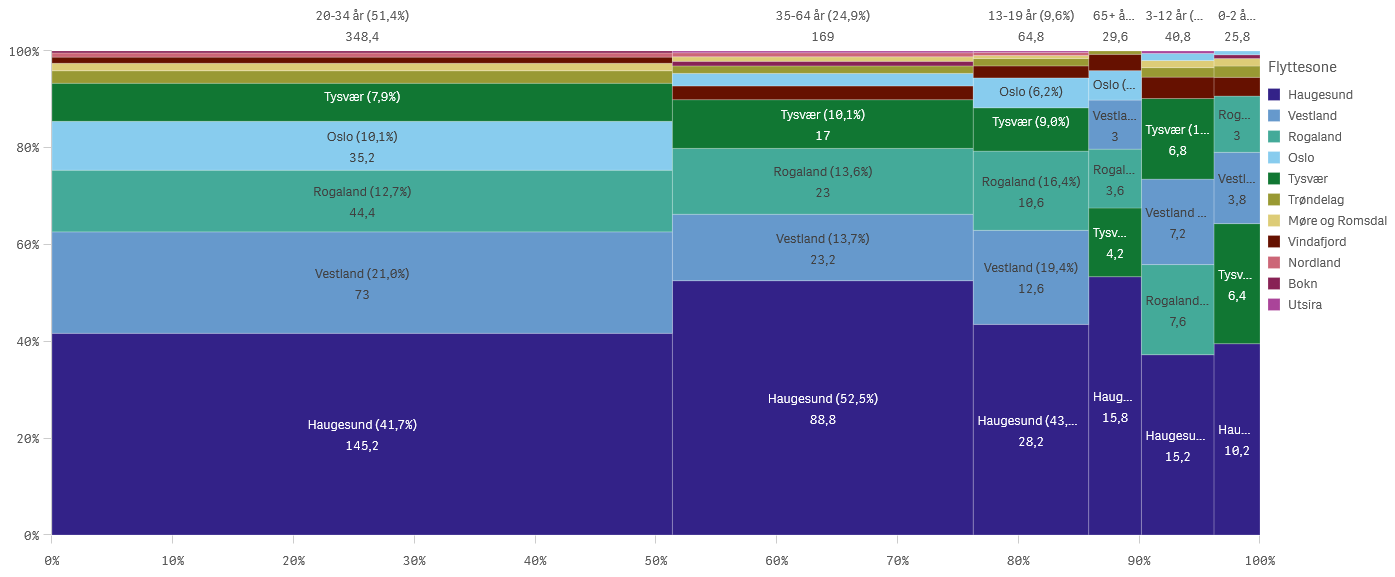 20-34 år (51,4%)
348,4
35-64 år (24,9%)
169
13-19 år (9,6%)
64,8
65+ å...
29,6
3-12 år (...
40,8
0-2 å...
25,8
100%
80%
60%
40%
20%
0%
Tysvær (7,9%)
Oslo (10,1%)
35,2
Rogaland (12,7%)
44,4
Vestland (21,0%)
73
Haugesund (41,7%)
145,2
Tysvær (10,1%)
17
Rogaland (13,6%)
23
Vestland (13,7%)
23,2
Haugesund (52,5%)
88,8
Oslo (6,2%)
Tysvær (9,0%)
Rogaland (16,4%)
10,6
Vestland (19,4%)
12,6
Haugesund (43,...
28,2
Oslo (...
Vestla...
3
Rogal...
3,6
Tysv...
4,2
Haug...
15,8
Tysvær (1...
6,8
Vestland ...
7,2
Rogaland...
7,6
Haugesu...
15,2
Rog...
3
Vestl...
3,8
Tysv...
6,4
Hau...
10,2
0%
10%
20%
30%
40%
50%
60%
70%
80%
90%
100%
Flyttesone
Haugesund
Vestland
Rogaland
Oslo
Tysvær
Trøndelag
Møre og Romsdal
Vindafjord
Nordland
Bokn
Utsira